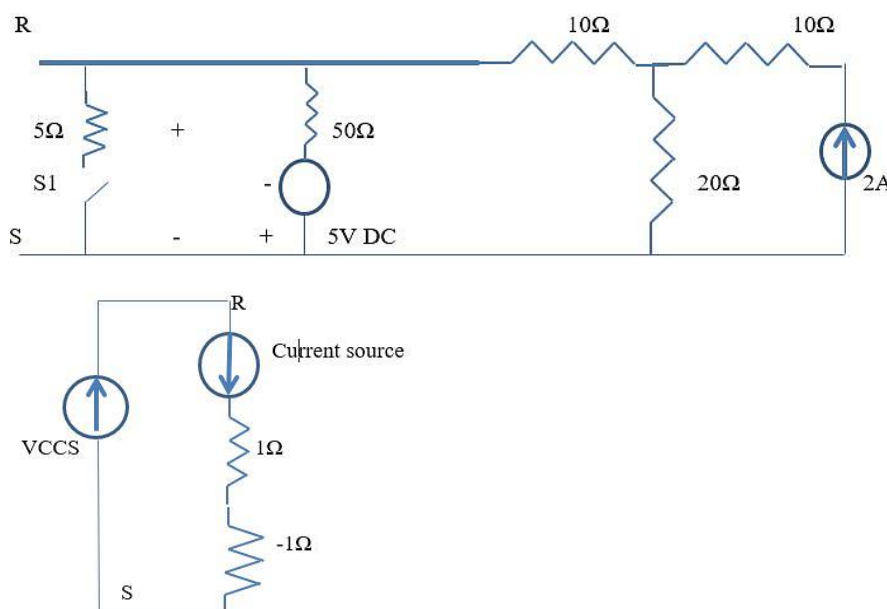 R 10Ω 10Ω
5Ω + 50Ω
S1 - 20Ω 2A
S - + 5V DC
R
Current source
VCCS 1Ω
-1Ω
S